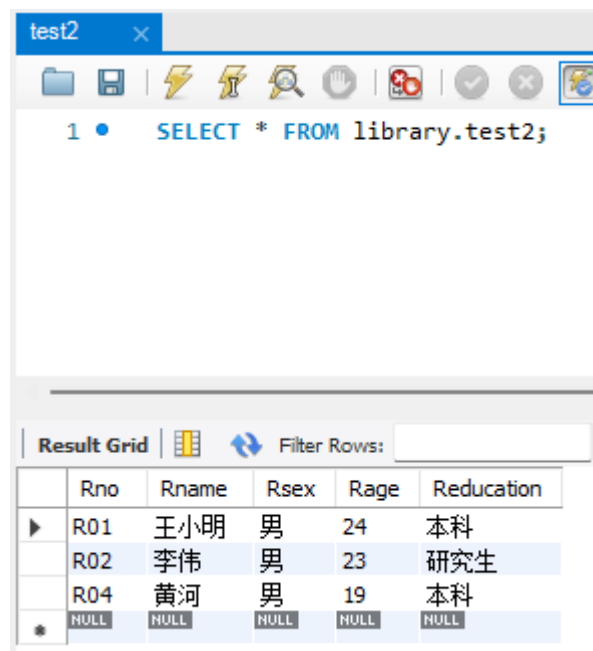 test2
1 SELECT * FROM library.test2;
Result Grid Filter Rows:
Rno Rname Rsex Rage Reducation
R01 王小明 男 24 本科
R02 李伟 男 23 研究生
R04 黄河 男 19 本科
NULL NULL NULL NULL NULL